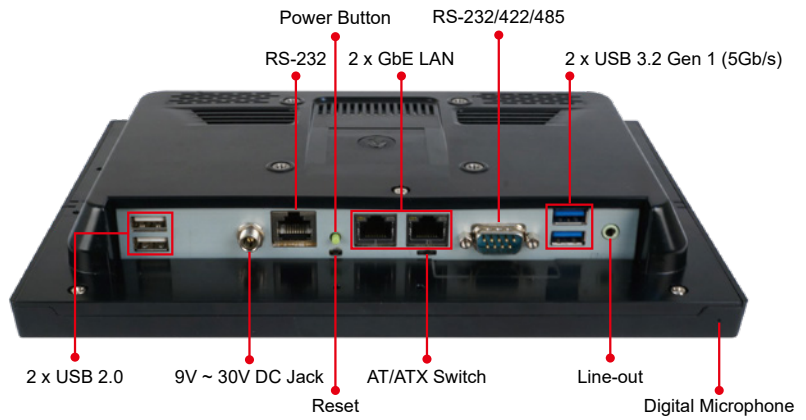 Power Button
RS-232/422/485
RS-232
2 x GbE LAN
2 x USB 3.2 Gen 1 (5Gb/s)
2 x USB 2.0
9V ~ 30V DC Jack
AT/ATX Switch
Line-out
Reset
Digital Microphone